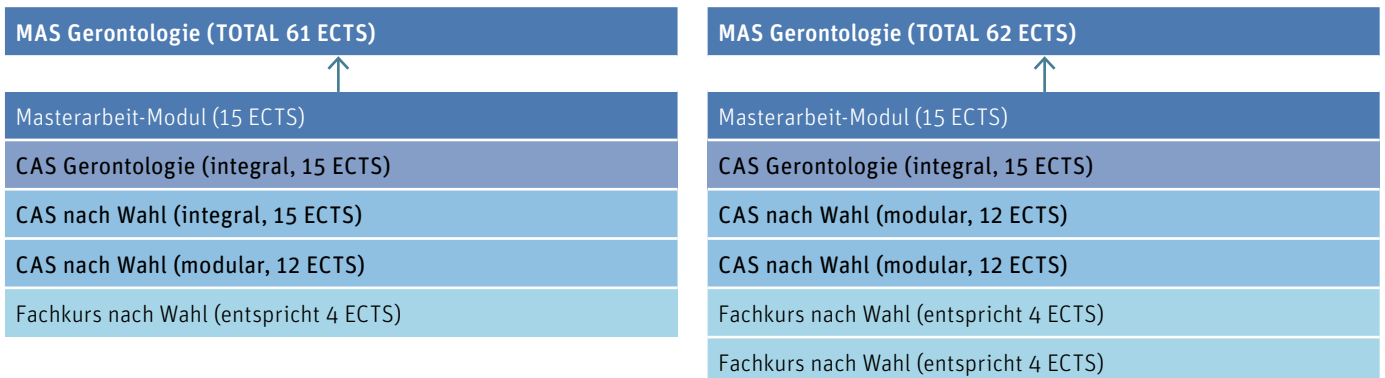 MAS Gerontologie (TOTAL 61 ECTS)
Masterarbeit-Modul (15 ECTS)
CAS Gerontologie (integral, 15 ECTS)
CAS nach Wahl (integral, 15 ECTS)
CAS nach Wahl (modular, 12 ECTS)
Fachkurs nach Wahl (entspricht 4 ECTS)
MAS Gerontologie (TOTAL 62 ECTS)
Masterarbeit-Modul (15 ECTS)
CAS Gerontologie (integral, 15 ECTS)
CAS nach Wahl (modular, 12 ECTS)
CAS nach Wahl (modular, 12 ECTS)
Fachkurs nach Wahl (entspricht 4 ECTS)
Fachkurs nach Wahl (entspricht 4 ECTS)